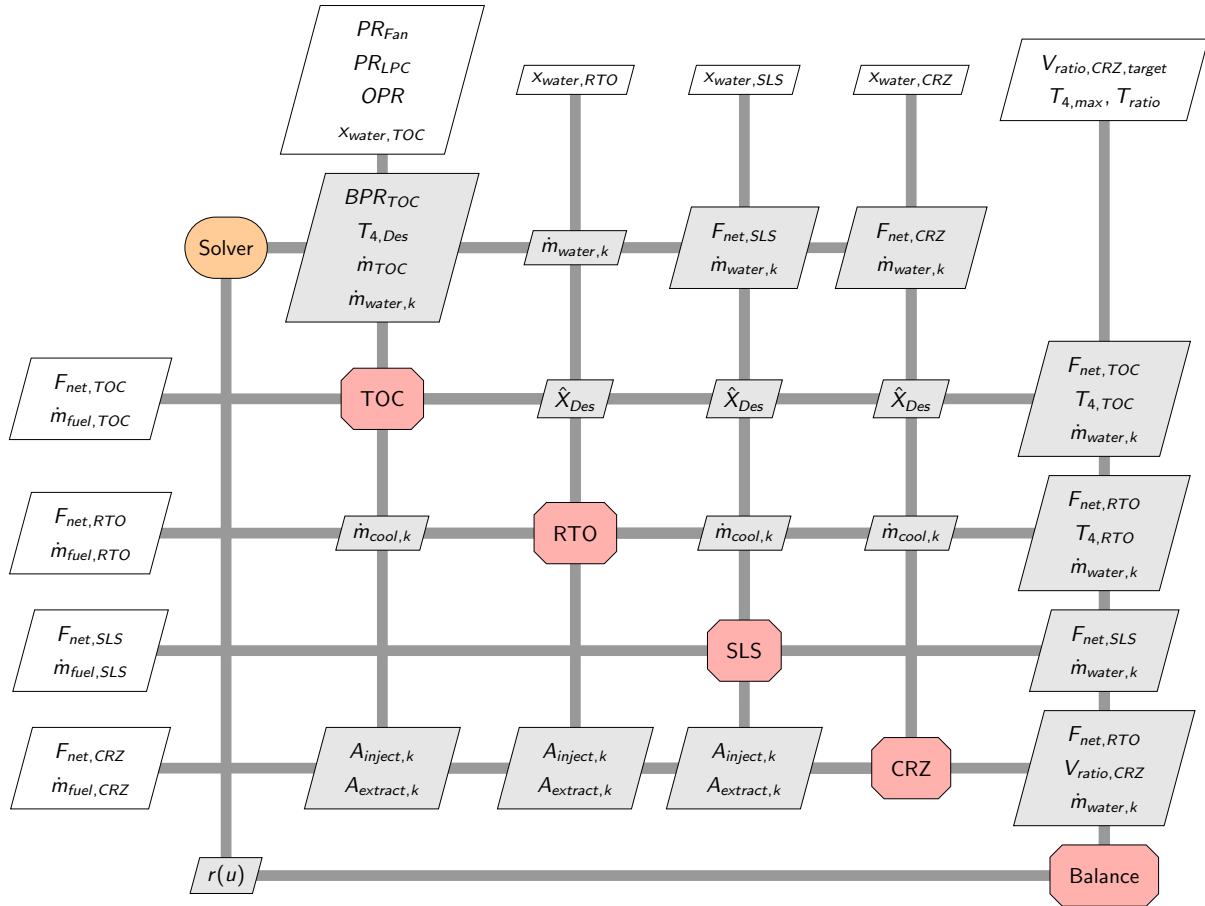 PR_Fan
PR_LPC
OPR
x_water,TOC
x_water,RTO
x_water,SLS
x_water,CRZ
V_ratio,CRZ,target
T_4,max, T_ratio
Solver
BPR_TOC
T_4,Des
ṁ_TOC
ṁ_water,k
ṁ_water,k
F_net,SLS
ṁ_water,k
F_net,CRZ
ṁ_water,k
F_net,TOC
ṁ_fuel,TOC
TOC
X̂_Des
X̂_Des
X̂_Des
F_net,TOC
T_4,TOC
ṁ_water,k
F_net,RTO
ṁ_fuel,RTO
ṁ_cool,k
RTO
ṁ_cool,k
ṁ_cool,k
F_net,RTO
T_4,RTO
ṁ_water,k
F_net,SLS
ṁ_fuel,SLS
SLS
F_net,SLS
ṁ_water,k
F_net,CRZ
ṁ_fuel,CRZ
A_inject,k
A_extract,k
A_inject,k
A_extract,k
A_inject,k
A_extract,k
CRZ
F_net,RTO
V_ratio,CRZ
ṁ_water,k
r(u)
Balance